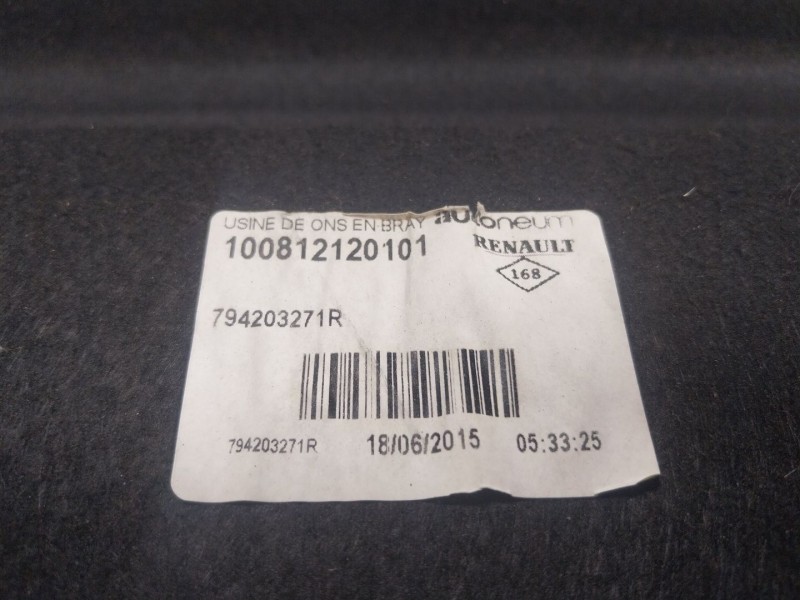 USINE DE ONS EN BRAY autoneum
100812120101 RENAULT
168
794203271R
794203271R 18/06/2015 05:33:25